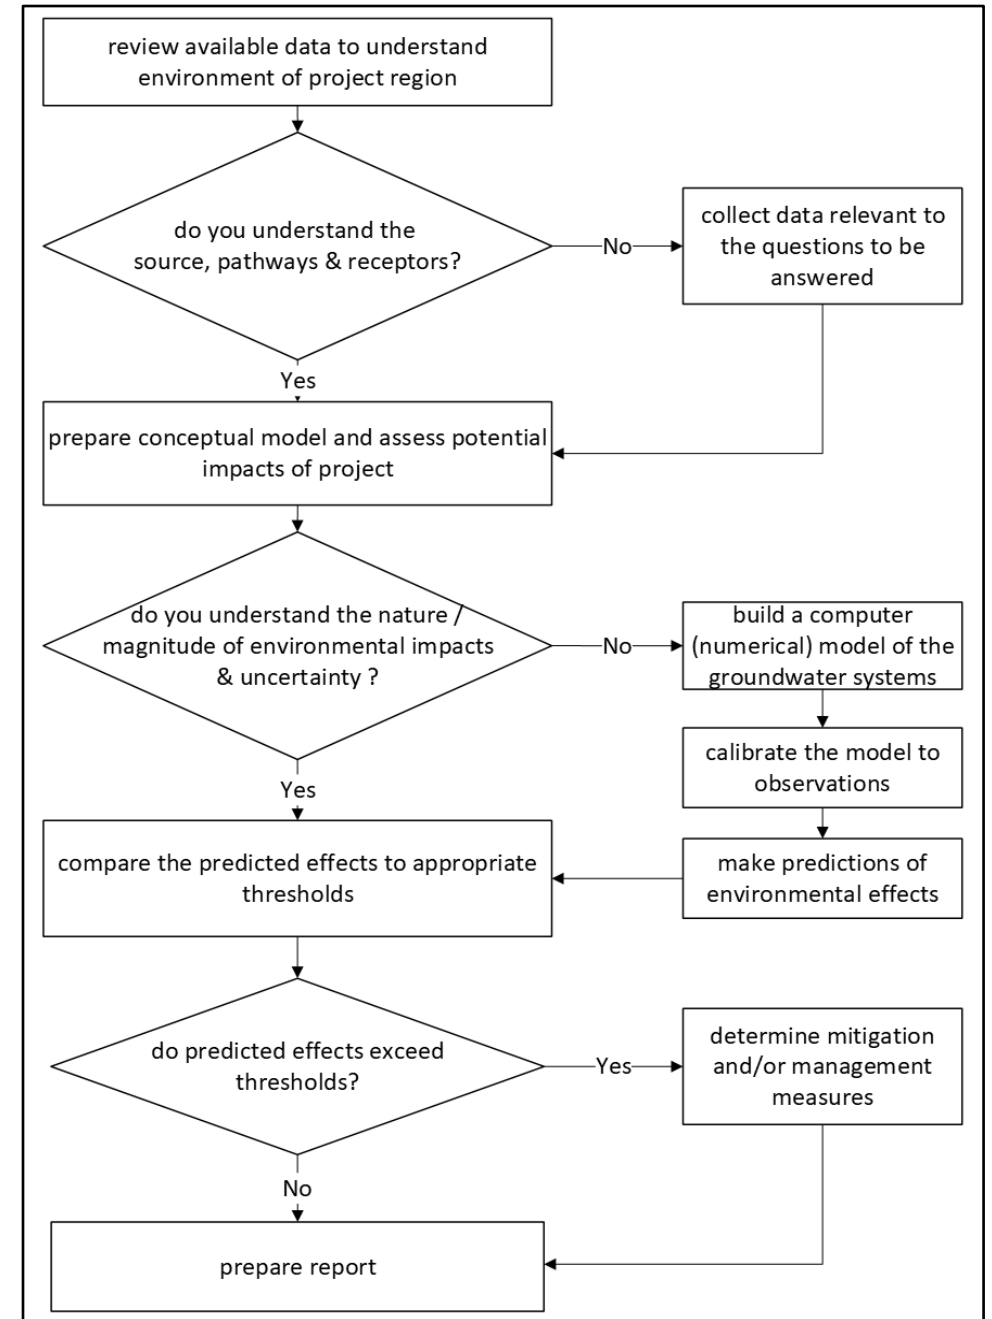 review available data to understand
environment of project region
do you understand the
source, pathways & receptors?
No
collect data relevant to
the questions to be
answered
Yes
prepare conceptual model and assess potential
impacts of project
do you understand the nature /
magnitude of environmental impacts
& uncertainty ?
No
build a computer
(numerical) model of the
groundwater systems
calibrate the model to
observations
Yes
compare the predicted effects to appropriate
thresholds
make predictions of
environmental effects
do predicted effects exceed
thresholds?
Yes
determine mitigation
and/or management
measures
No
prepare report